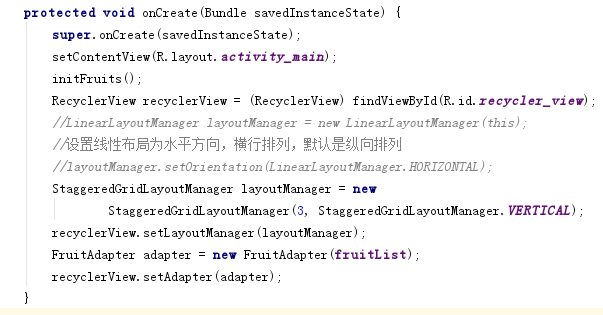 protected void onCreate(Bundle savedInstanceState) {
super.onCreate(savedInstanceState);
setContentView(R.layout.activity_main);
initFruits();
RecyclerView recyclerView = (RecyclerView) findViewById(R.id.recycler_view);
//LinearLayoutManager layoutManager = new LinearLayoutManager(this);
//设置线性布局为水平方向，横行排列，默认是纵向排列
//layoutManager.setOrientation(LinearLayoutManager.HORIZONTAL);
StaggeredGridLayoutManager layoutManager = new
StaggeredGridLayoutManager(3, StaggeredGridLayoutManager.VERTICAL);
recyclerView.setLayoutManager(layoutManager);
FruitAdapter adapter = new FruitAdapter(fruitList);
recyclerView.setAdapter(adapter);
}